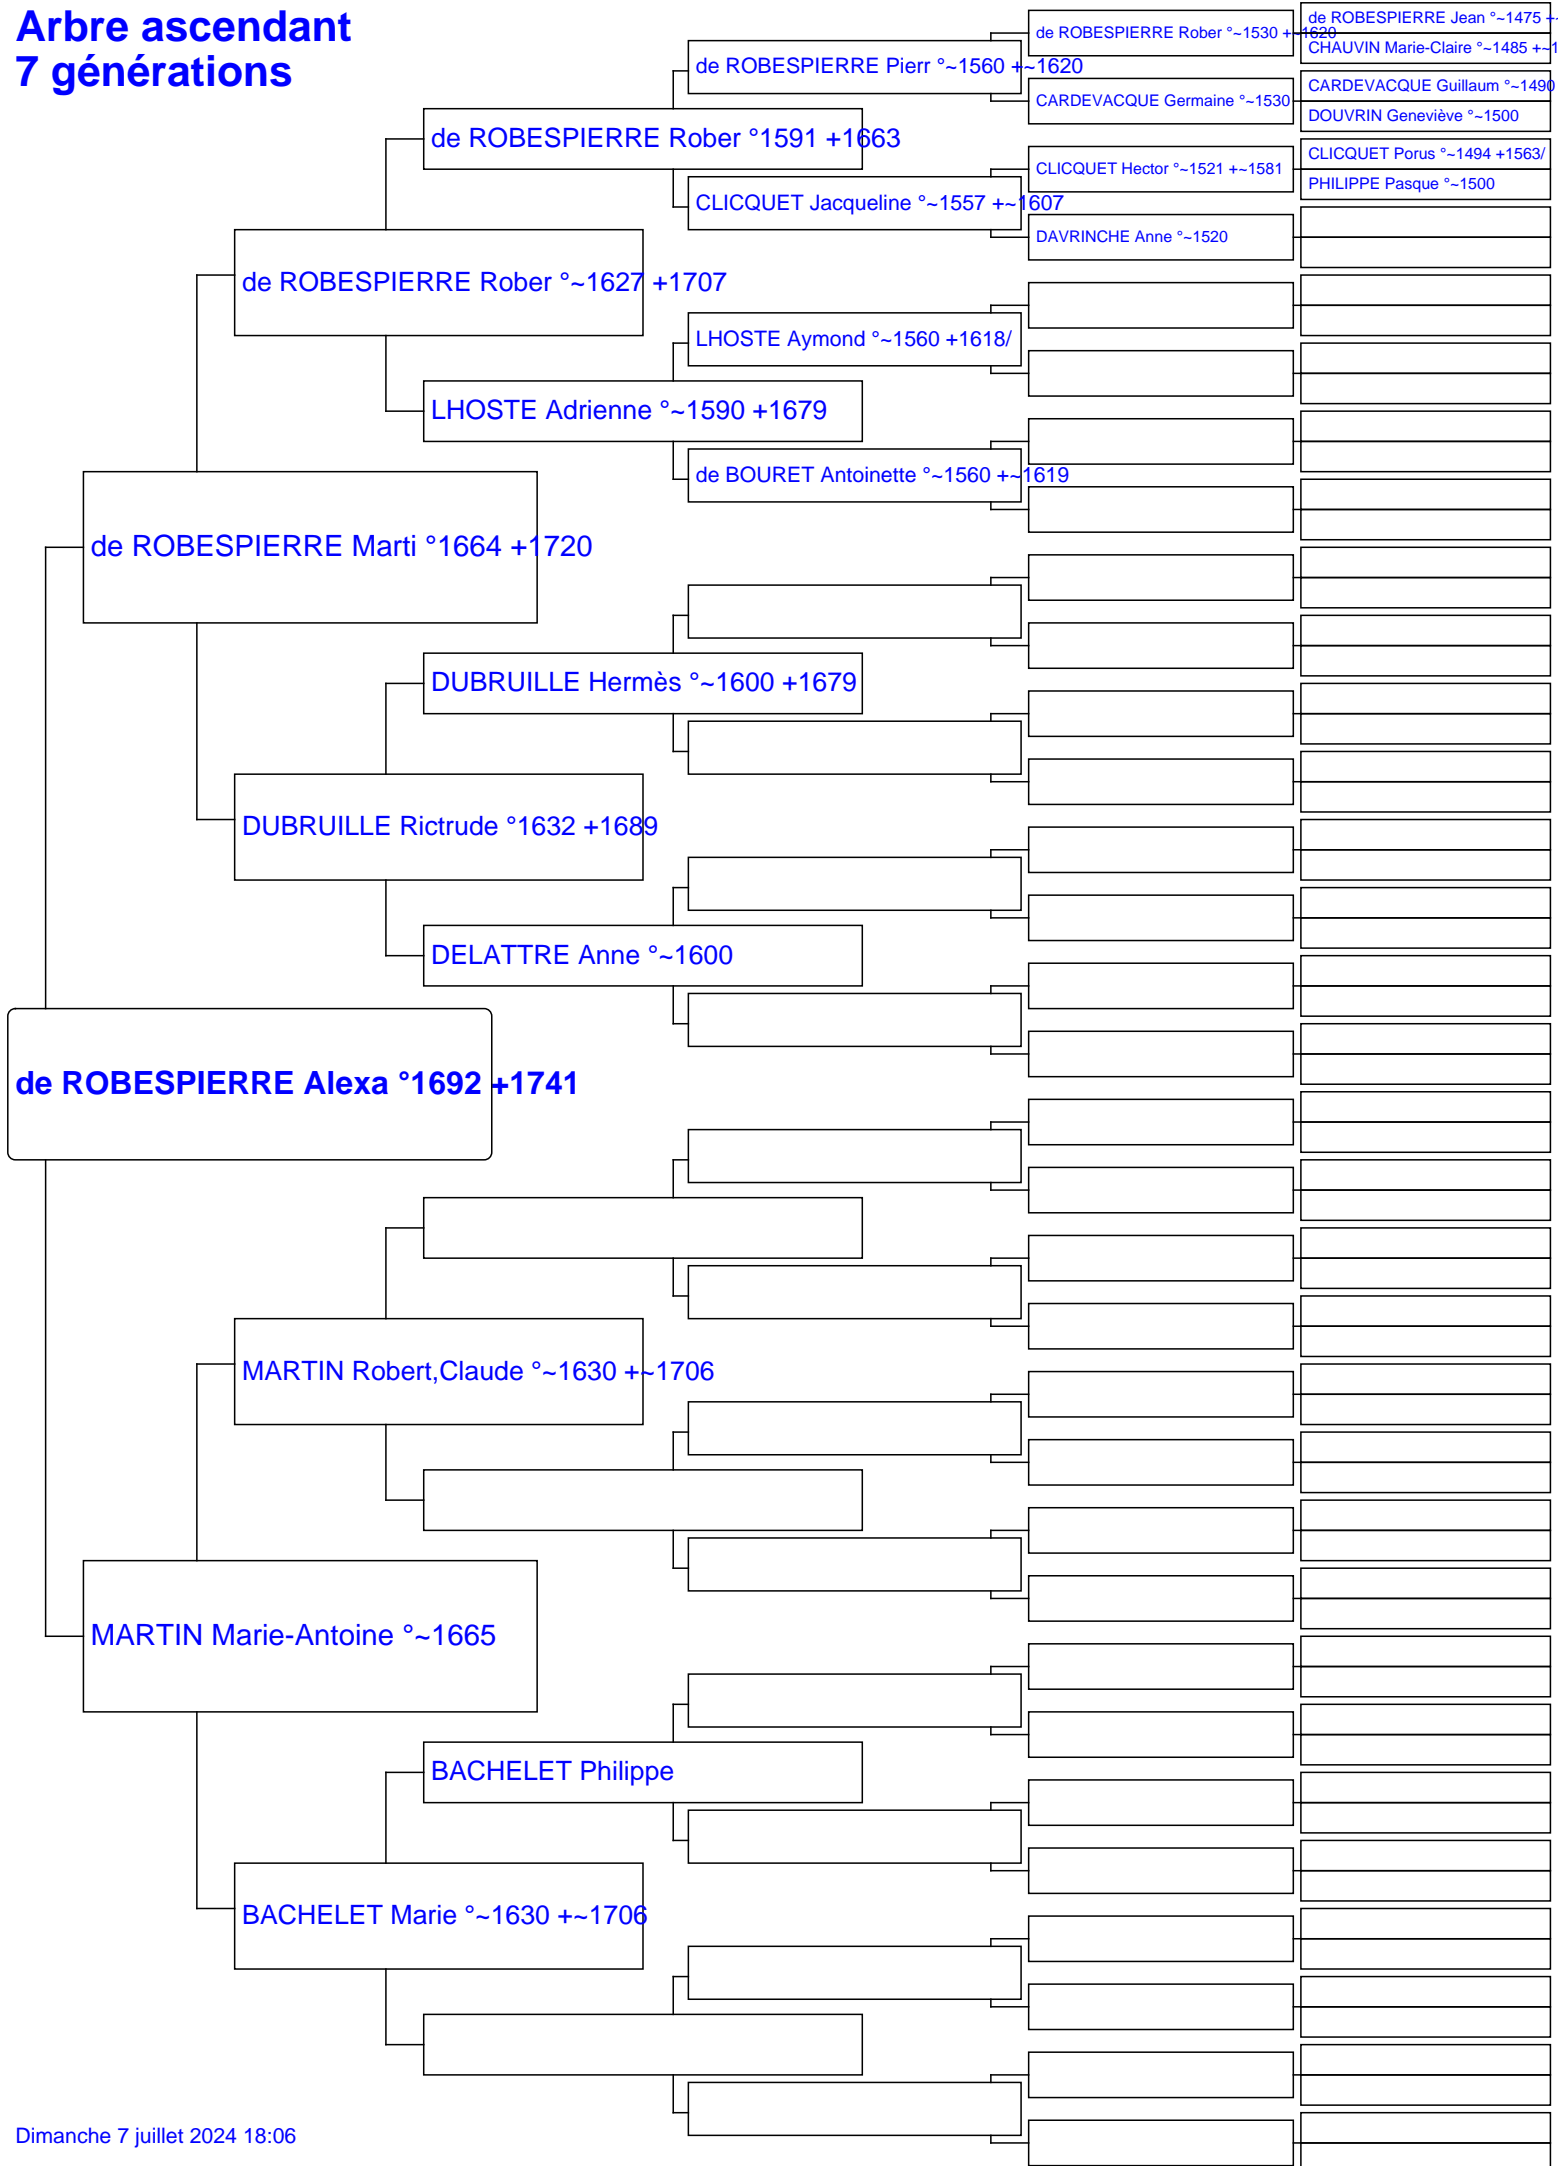 Arbre ascendant
7 générations
de ROBESPIERRE Jean °~1475 +~
de ROBESPIERRE Rober °~1530 +~1620
CHAUVIN Marie-Claire °~1485 +~1
de ROBESPIERRE Pierr °~1560 +~1620
CARDEVACQUE Guillaum °~1490
CARDEVACQUE Germaine °~1530
DOUVRIN Geneviève °~1500
de ROBESPIERRE Rober °1591 +1663
CLICQUET Porus °~1494 +1563/
CLICQUET Hector °~1521 +~1581
PHILIPPE Pasque °~1500
CLICQUET Jacqueline °~1557 +~1607
DAVRINCHE Anne °~1520
de ROBESPIERRE Rober °~1627 +1707
LHOSTE Aymond °~1560 +1618/
LHOSTE Adrienne °~1590 +1679
de BOURET Antoinette °~1560 +~1619
de ROBESPIERRE Marti °1664 +1720
DUBRUILLE Hermès °~1600 +1679
DUBRUILLE Rictrude °1632 +1689
DELATTRE Anne °~1600
de ROBESPIERRE Alexa °1692 +1741
MARTIN Robert,Claude °~1630 +~1706
MARTIN Marie-Antoine °~1665
BACHELET Philippe
BACHELET Marie °~1630 +~1706
Dimanche 7 juillet 2024 18:06